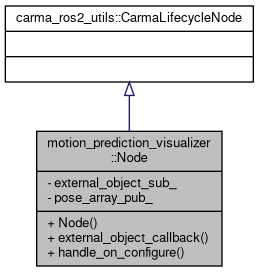 carma_ros2_utils::CarmaLifecycleNode
motion_prediction_visualizer
::Node
- external_object_sub_
- pose_array_pub_
+ Node()
+ external_object_callback()
+ handle_on_configure()